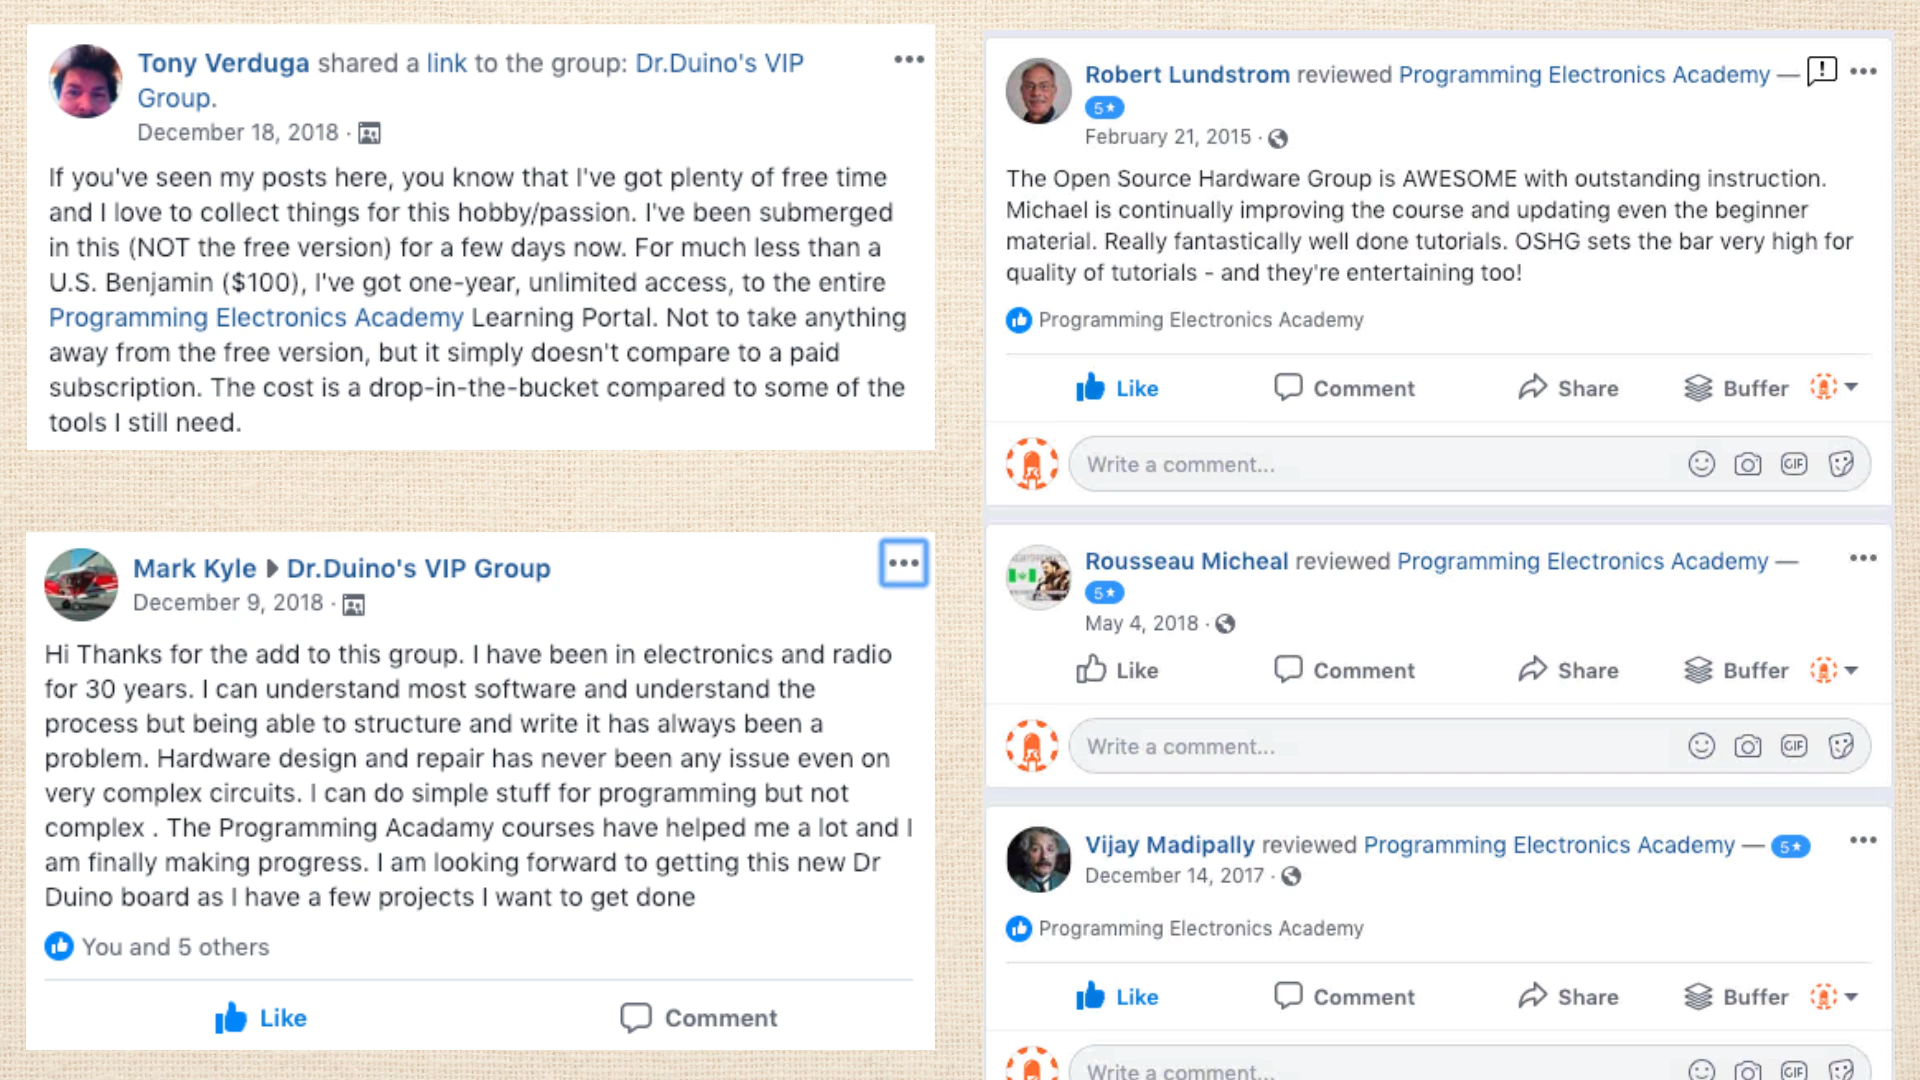 Tony Verduga shared a link to the group: Dr.Duino's VIP
Group.
December 18, 2018 ·
If you've seen my posts here, you know that I've got plenty of free time
and I love to collect things for this hobby/passion. I've been submerged
in this (NOT the free version) for a few days now. For much less than a
U.S. Benjamin ($100), I've got one-year, unlimited access, to the entire
Programming Electronics Academy Learning Portal. Not to take anything
away from the free version, but it simply doesn't compare to a paid
subscription. The cost is a drop-in-the-bucket compared to some of the
tools I still need.
Mark Kyle Dr.Duino's VIP Group
December 9, 2018 ·
Hi Thanks for the add to this group. I have been in electronics and radio
for 30 years. I can understand most software and understand the
process but being able to structure and write it has always been a
problem. Hardware design and repair has never been any issue even on
very complex circuits. I can do simple stuff for programming but not
complex . The Programming Acadamy courses have helped me a lot and I
am finally making progress. I am looking forward to getting this new Dr
Duino board as I have a few projects I want to get done
You and 5 others
Like Comment
Robert Lundstrom reviewed Programming Electronics Academy —
5★
February 21, 2015 ·
The Open Source Hardware Group is AWESOME with outstanding instruction.
Michael is continually improving the course and updating even the beginner
material. Really fantastically well done tutorials. OSHG sets the bar very high for
quality of tutorials - and they're entertaining too!
Programming Electronics Academy
Like Comment Share Buffer
Write a comment...
GIF
Rousseau Micheal reviewed Programming Electronics Academy —
5★
May 4, 2018 ·
Like Comment Share Buffer
Write a comment...
GIF
Vijay Madipally reviewed Programming Electronics Academy — 5★
December 14, 2017 ·
Programming Electronics Academy
Like Comment Share Buffer
Write a comment...
GIF